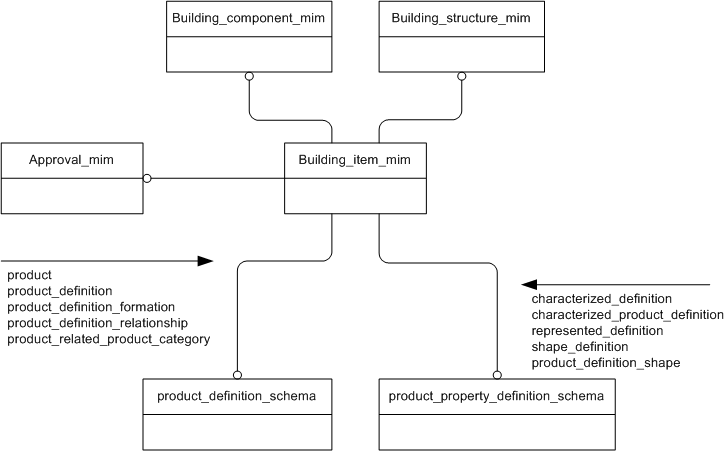 Building_component_mim
Building_structure_mim
Approval_mim
Building_item_mim
product
product_definition
product_definition_formation
product_definition_relationship
product_related_product_category
characterized_definition
characterized_product_definition
represented_definition
shape_definition
product_definition_shape
product_definition_schema
product_property_definition_schema